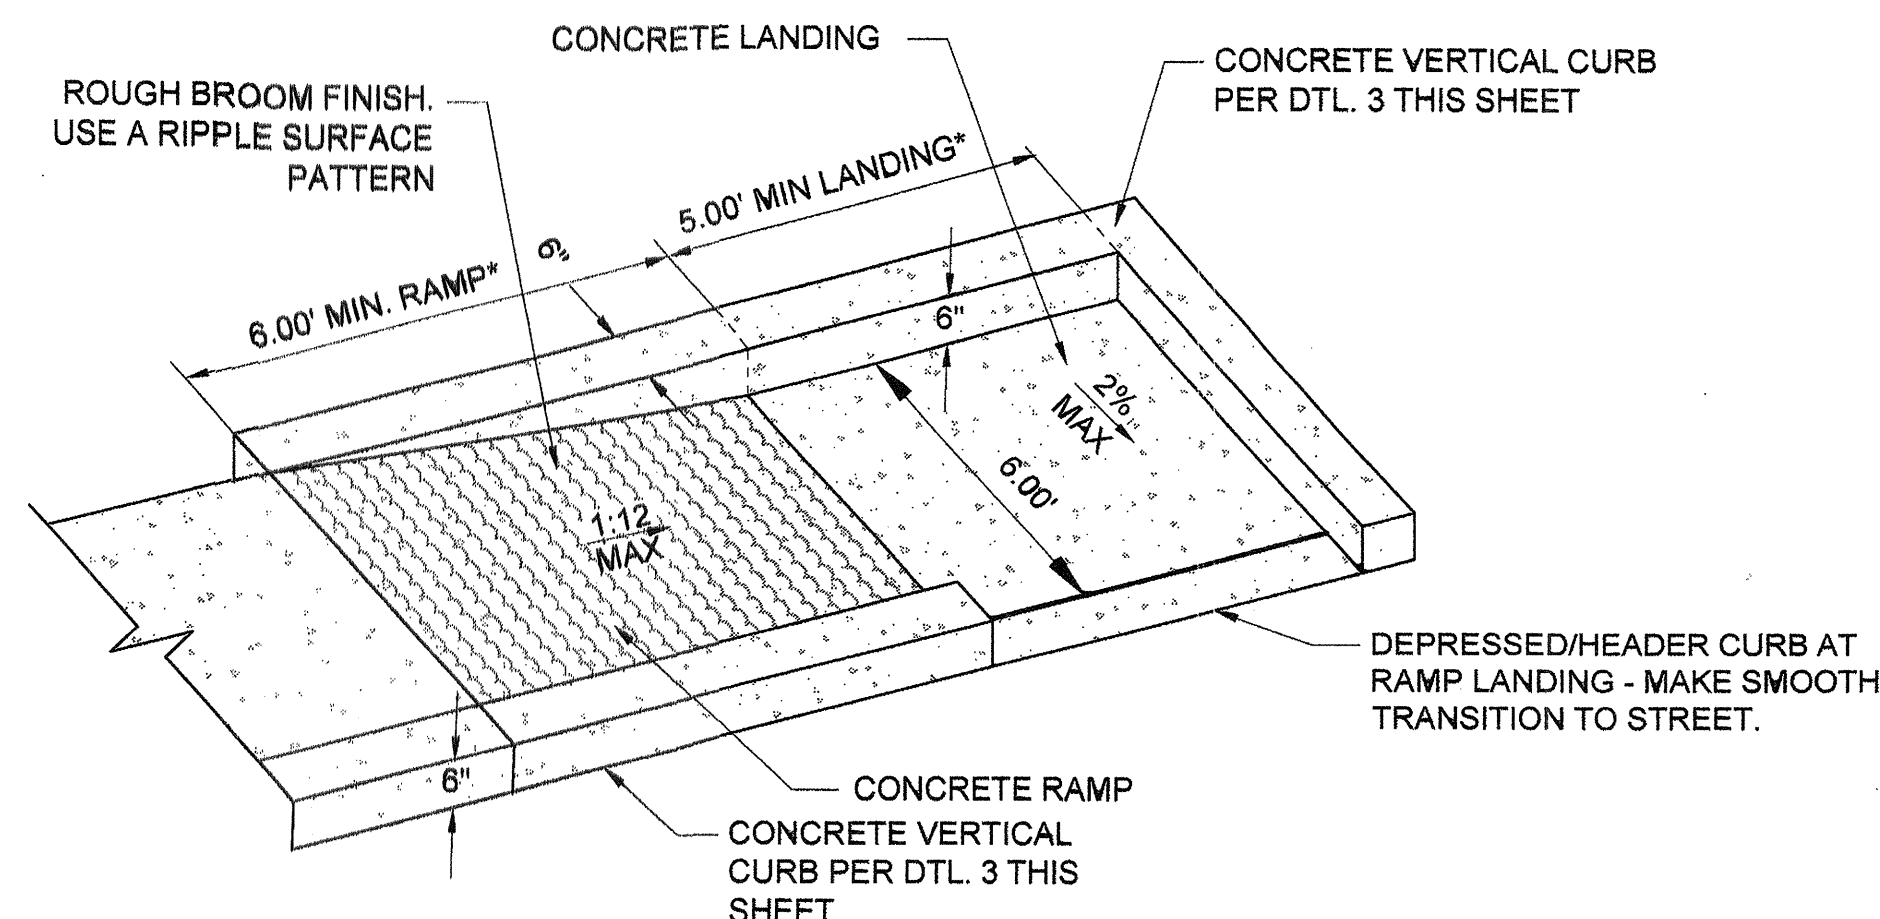 CONCRETE LANDING
CONCRETE VERTICAL CURB
PER DTL. 3 THIS SHEET
ROUGH BROOM FINISH.
USE A RIPPLE SURFACE
PATTERN
5.00' MIN LANDING*
6"
6.00' MIN. RAMP*
6"
2%
MAX
6.00'
1:12
MAX
DEPRESSED/HEADER CURB AT
RAMP LANDING - MAKE SMOOTH
TRANSITION TO STREET.
6"
CONCRETE RAMP
CONCRETE VERTICAL
CURB PER DTL. 3 THIS
SHEET